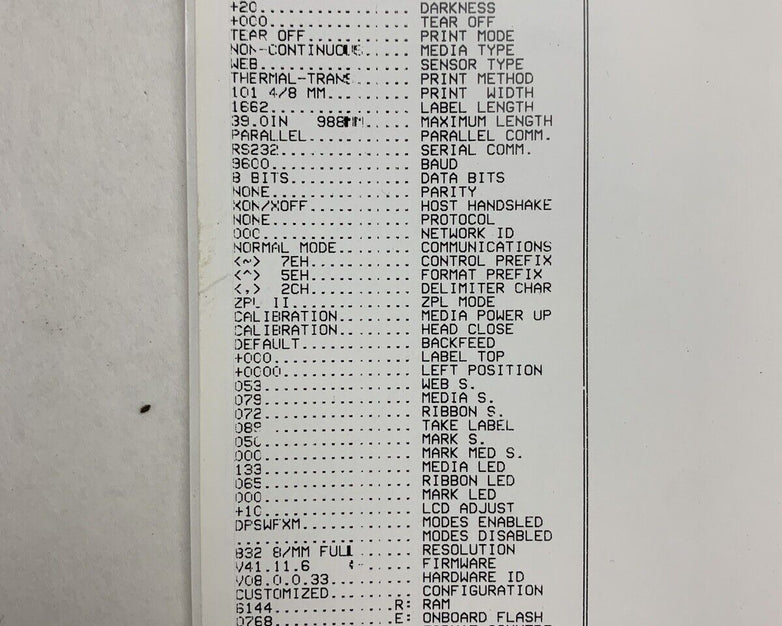 +20................ DARKNESS
+000............... TEAR OFF
TEAR OFF........... PRINT MODE
NON-CONTINUOUS..... MEDIA TYPE
WEB................ SENSOR TYPE
THERMAL-TRANS...... PRINT METHOD
101 4/8 MM......... PRINT WIDTH
1662............... LABEL LENGTH
39.0IN 988MM....... MAXIMUM LENGTH
PARALLEL........... PARALLEL COMM.
RS232.............. SERIAL COMM.
9600............... BAUD
8 BITS............. DATA BITS
NONE............... PARITY
XON/XOFF........... HOST HANDSHAKE
NONE............... PROTOCOL
000................ NETWORK ID
NORMAL MODE........ COMMUNICATIONS
<~> 7EH............ CONTROL PREFIX
<^> 5EH............ FORMAT PREFIX
<,> 2CH............ DELIMITER CHAR
ZPL II............. ZPL MODE
CALIBRATION........ MEDIA POWER UP
CALIBRATION........ HEAD CLOSE
DEFAULT............ BACKFEED
+000............... LABEL TOP
+0000.............. LEFT POSITION
053................ WEB S.
079................ MEDIA S.
072................ RIBBON S.
089................ TAKE LABEL
050................ MARK S.
000................ MARK MED S.
133................ MEDIA LED
065................ RIBBON LED
000................ MARK LED
+10................ LCD ADJUST
DPSWFXM............ MODES ENABLED
................... MODES DISABLED
832 8/MM FULL...... RESOLUTION
V41.11.6 .......... FIRMWARE
V08.0.0.33......... HARDWARE ID
CUSTOMIZED......... CONFIGURATION
6144............R: RAM
0768............E: ONBOARD FLASH